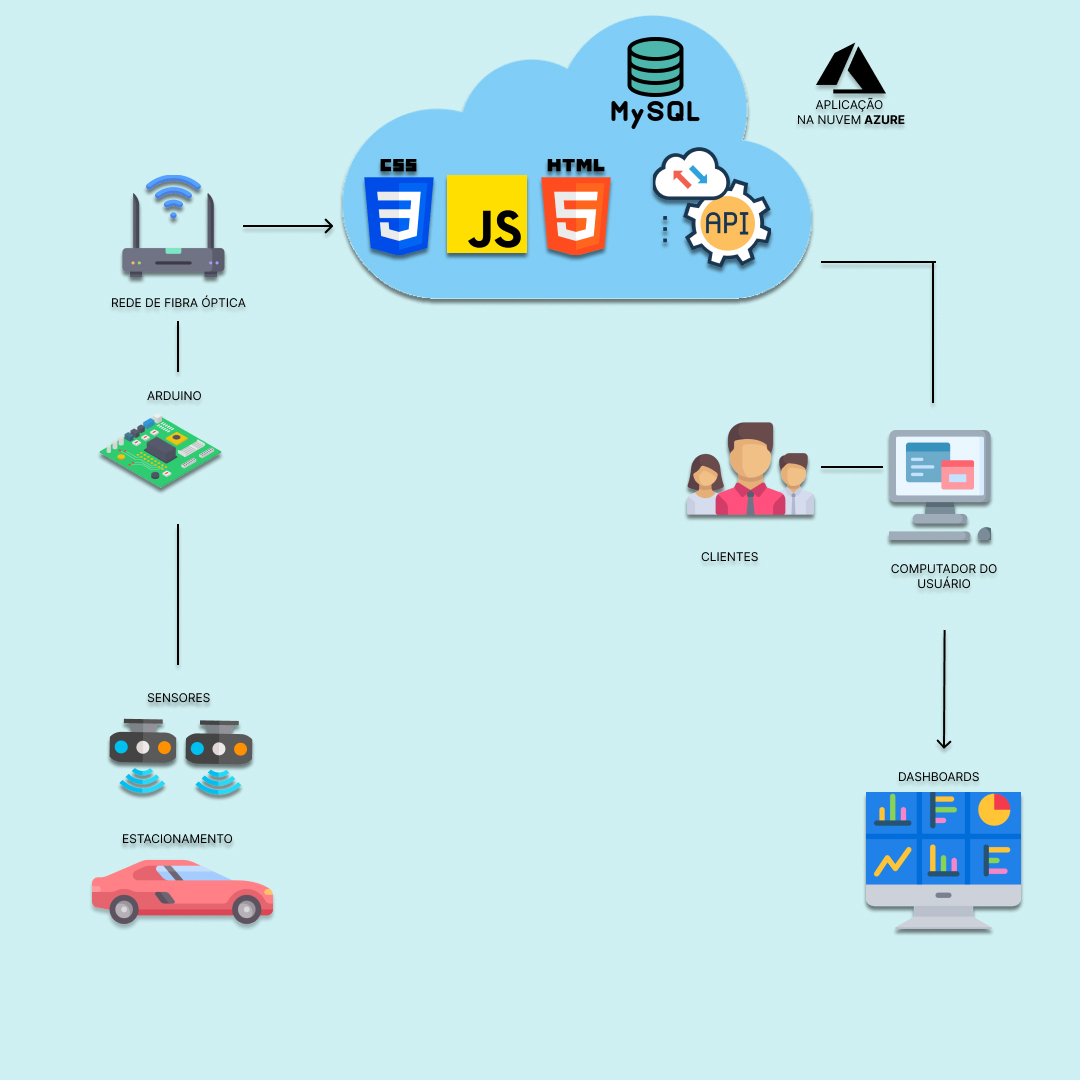 MySQL
APLICAÇÃO
NA NUVEM AZURE
CSS
JS
HTML
API
REDE DE FIBRA ÓPTICA
ARDUINO
CLIENTES
COMPUTADOR DO
USUÁRIO
SENSORES
DASHBOARDS
ESTACIONAMENTO